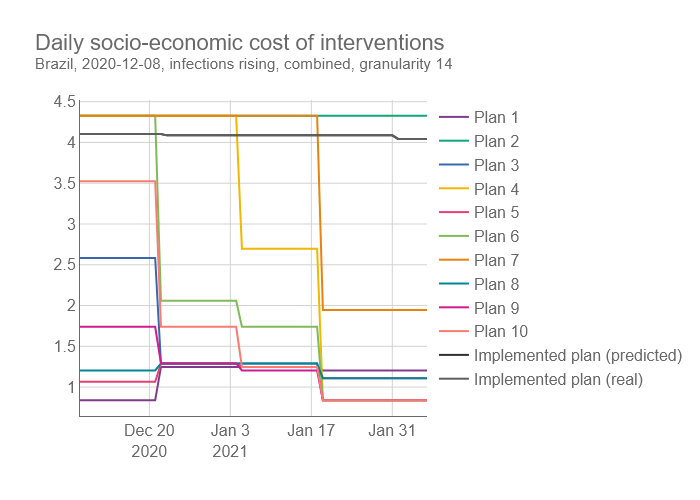 Daily socio-economic cost of interventions
Brazil, 2020-12-08, infections rising, combined, granularity 14
4.5
4
3.5
3
2.5
2
1.5
1
Dec 20
2020
Jan 3
2021
Jan 17
Jan 31
Plan 1
Plan 2
Plan 3
Plan 4
Plan 5
Plan 6
Plan 7
Plan 8
Plan 9
Plan 10
Implemented plan (predicted)
Implemented plan (real)